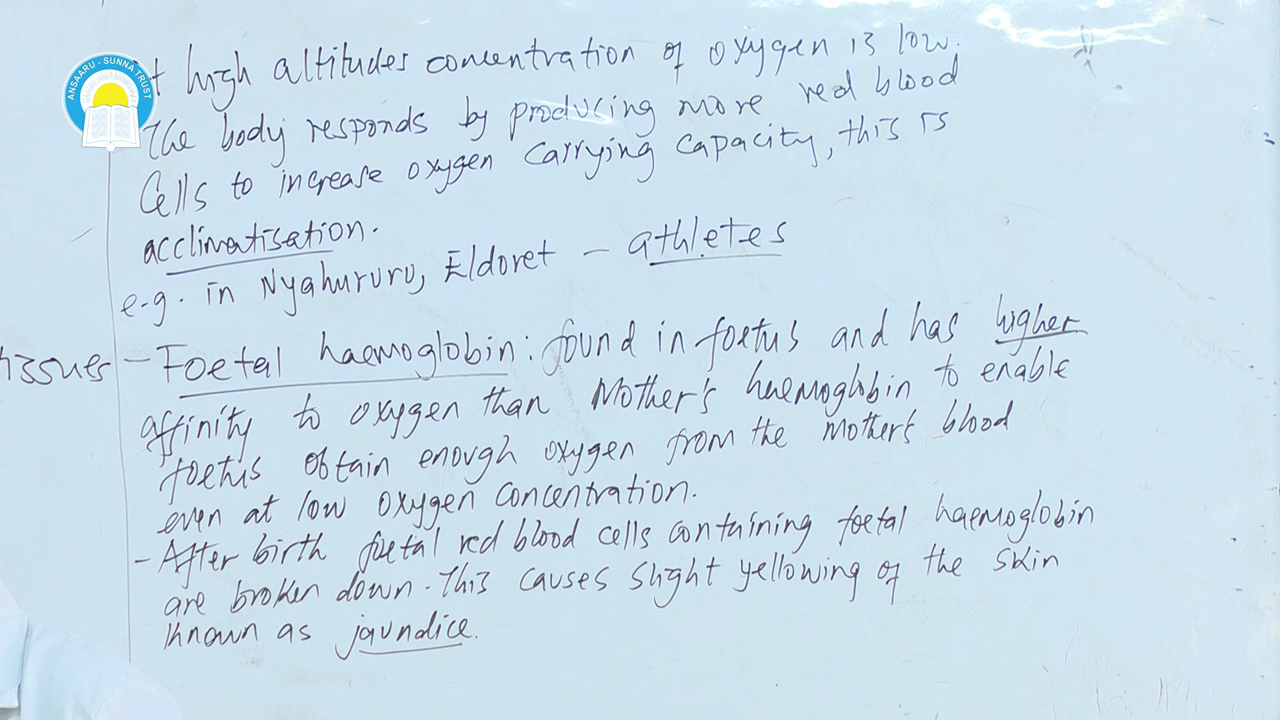 ANSAARU - SUNNA TRUST
t high altitudes concentration of oxygen is low.
The body responds by producing more red blood
Cells to increase oxygen carrying capacity, this is
acclimatisation.
e.g. in Nyahururu, Eldoret - athletes
tissues - Foetal haemoglobin: found in foetus and has higher
affinity to oxygen than Mother's haemoglobin to enable
foetus obtain enough oxygen from the mother's blood
even at low oxygen concentration.
- After birth foetal red blood cells containing foetal haemoglobin
are broken down. This causes slight yellowing of the skin
known as jaundice.